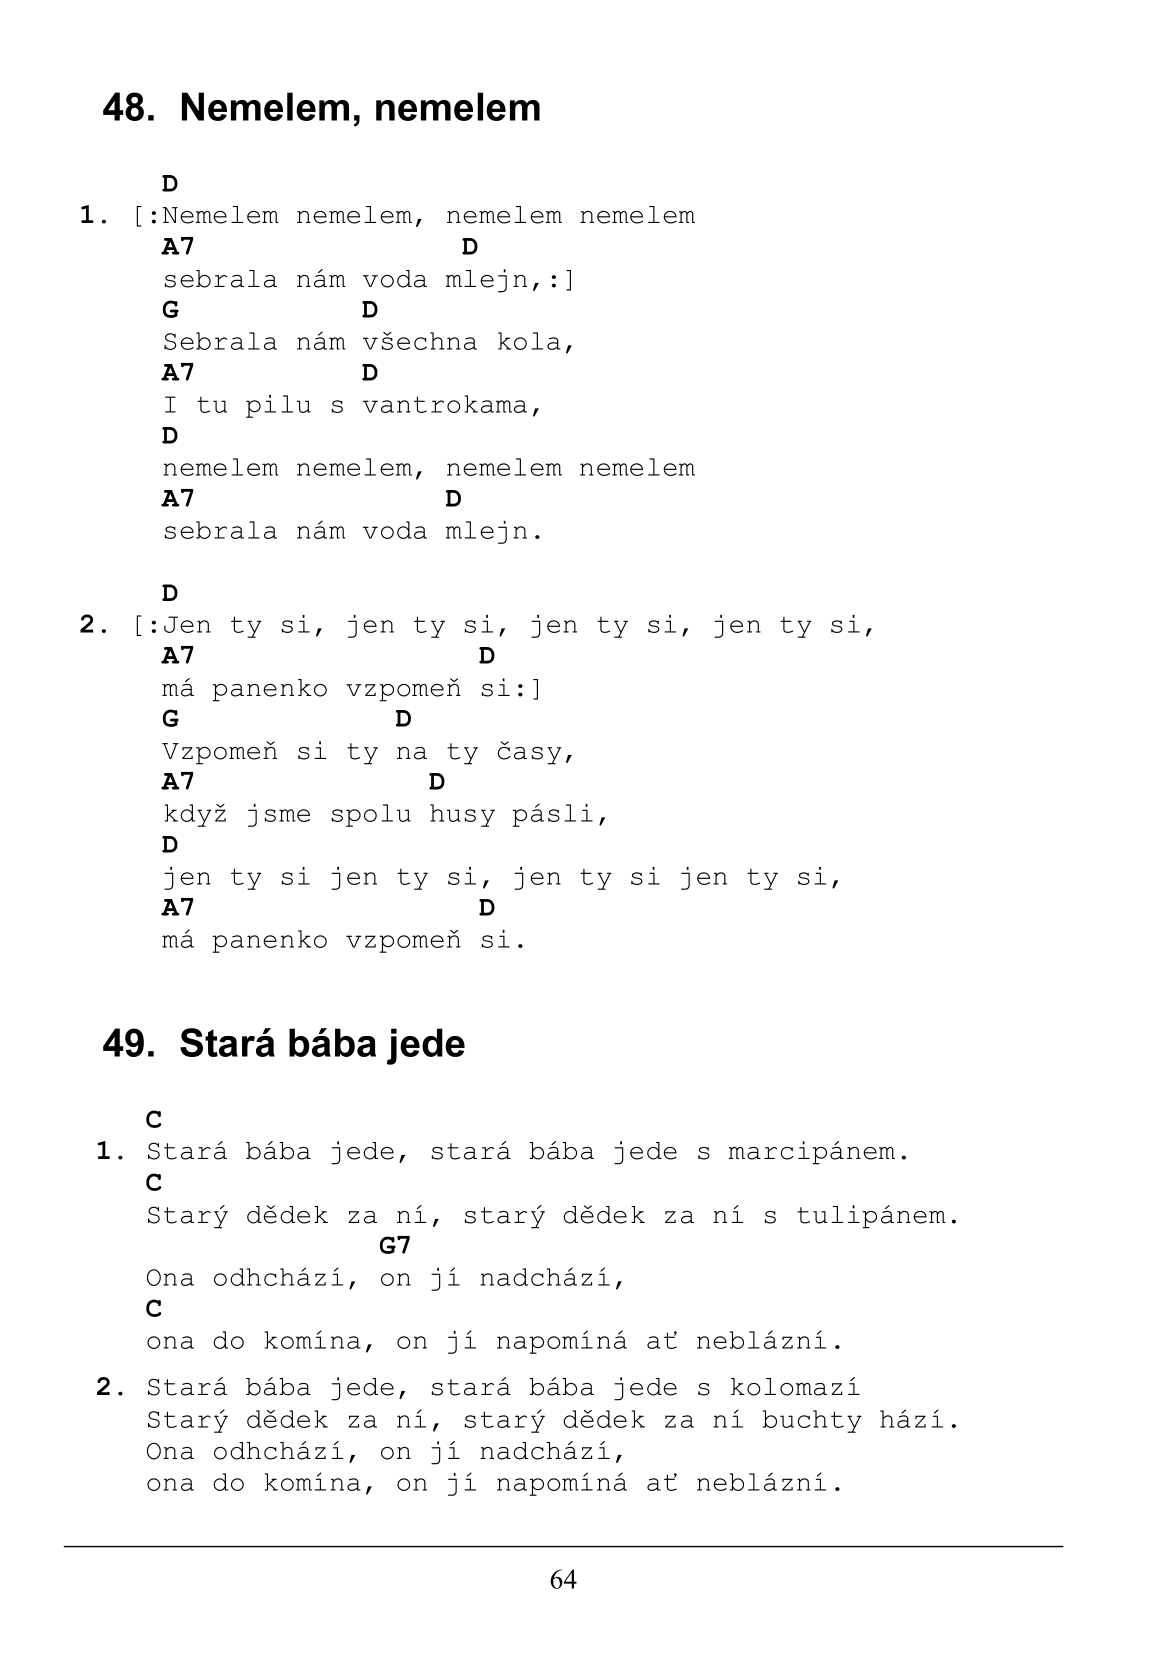 48. Nemelem, nemelem
D
1. [:Nemelem nemelem, nemelem nemelem
A7 D
sebrala nám voda mlejn,:]
G D
Sebrala nám všechna kola,
A7 D
I tu pilu s vantrokama,
D
nemelem nemelem, nemelem nemelem
A7 D
sebrala nám voda mlejn.
D
2. [:Jen ty si, jen ty si, jen ty si, jen ty si,
A7 D
má panenko vzpomeň si:]
G D
Vzpomeň si ty na ty časy,
A7 D
když jsme spolu husy pásli,
D
jen ty si jen ty si, jen ty si jen ty si,
A7 D
má panenko vzpomeň si.
49. Stará bába jede
C
1. Stará bába jede, stará bába jede s marcipánem.
C
Starý dědek za ní, starý dědek za ní s tulipánem.
G7
Ona odhchází, on jí nadchází,
C
ona do komína, on jí napomíná ať neblázní.
2. Stará bába jede, stará bába jede s kolomazí
Starý dědek za ní, starý dědek za ní buchty hází.
Ona odhchází, on jí nadchází,
ona do komína, on jí napomíná ať neblázní.
64